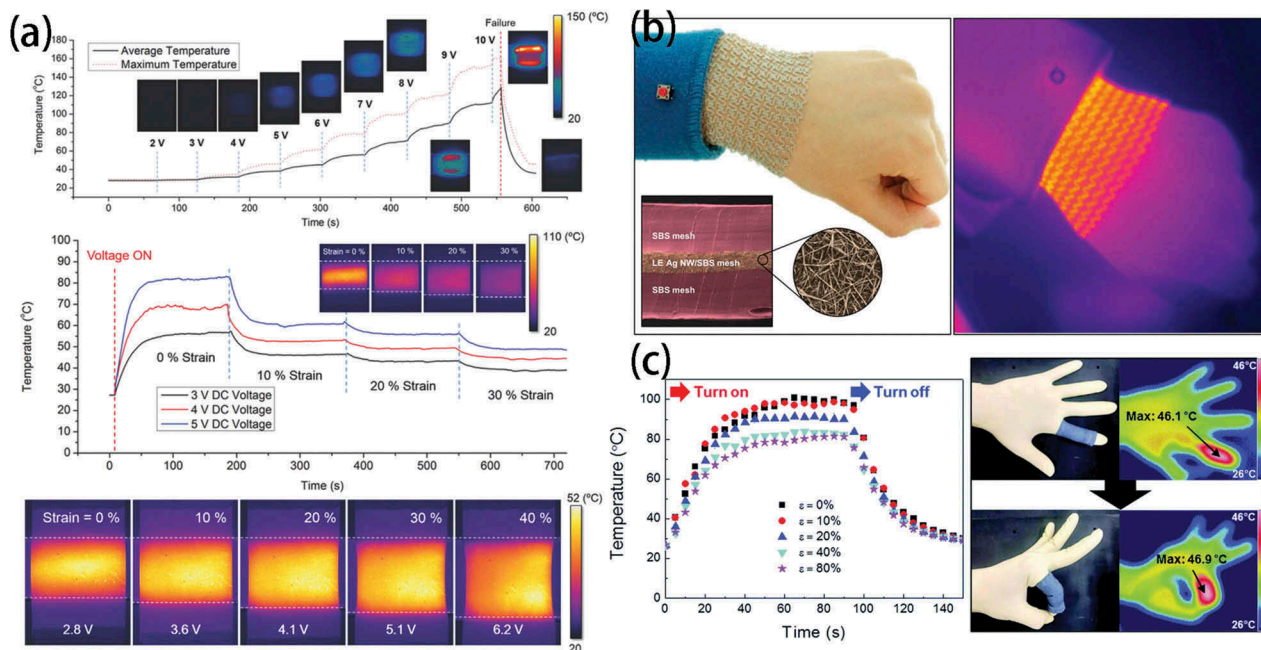 (a)
Failure
150 (ºC)
20
180
160
140
120
100
80
60
40
20
Temperature (ºC)
Average Temperature
Maximum Temperature
2 V
3 V
4 V
5 V
6 V
7 V
8 V
9 V
10 V
0
100
200
300
400
500
600
700
Time (s)
100
90
80
70
60
50
40
30
20
10
0
Temperature (ºC)
Voltage ON
Strain = 0 %
10 %
20 %
30 %
110 (ºC)
20
0 % Strain
10 % Strain
20 % Strain
30 % Strain
3 V DC Voltage
4 V DC Voltage
5 V DC Voltage
0
100
200
300
400
500
600
700
Time (s)
Strain = 0 %
10 %
20 %
30 %
40 %
2.8 V
3.6 V
4.1 V
5.1 V
6.2 V
52 (ºC)
20
(b)
SBS mesh
LE Ag NW/SBS mesh
SBS mesh
(c)
Turn on
Turn off
100
80
60
40
20
0
Temperature (°C)
ε = 0%
ε = 10%
ε = 20%
ε = 40%
ε = 80%
0
20
40
60
80
100
120
140
Time (s)
46°C
Max: 46.1 °C
26°C
46°C
Max: 46.9 °C
26°C